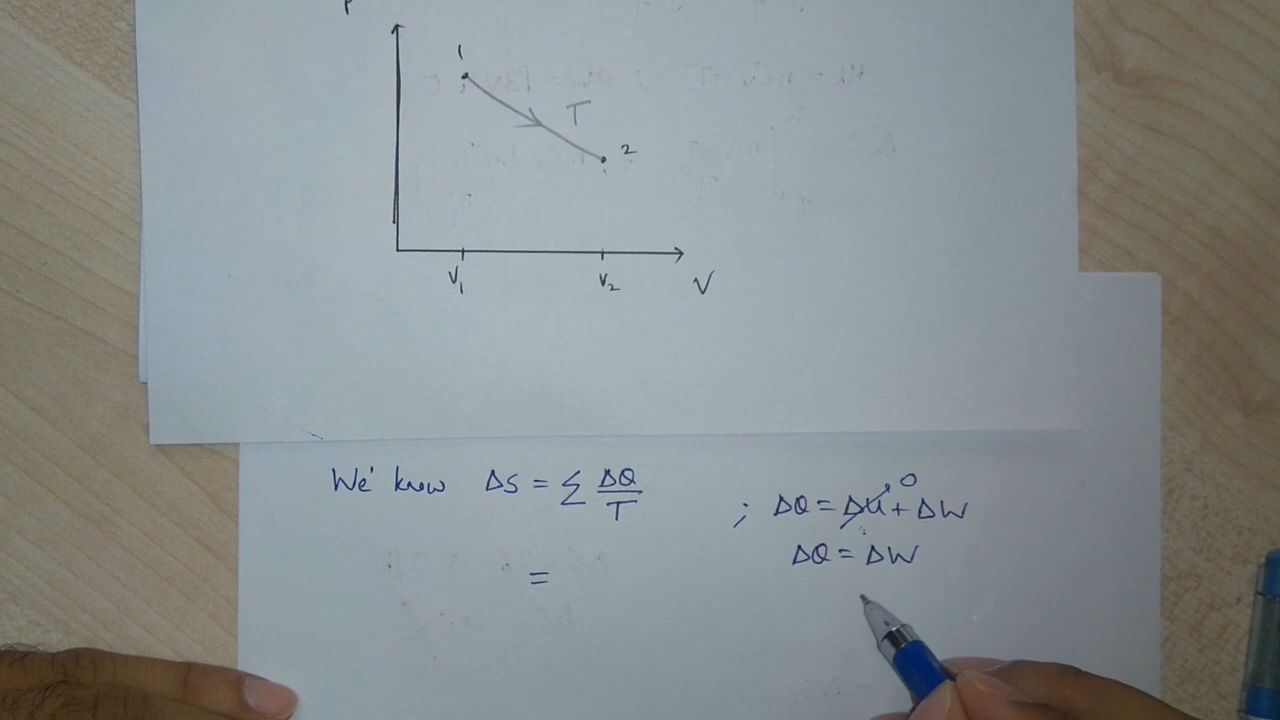 P
1
T
2
V₁ V₂ V
We know ΔS = Σ ΔQ/T ; ΔQ = ΔU + ΔW
0
= ΔQ = ΔW